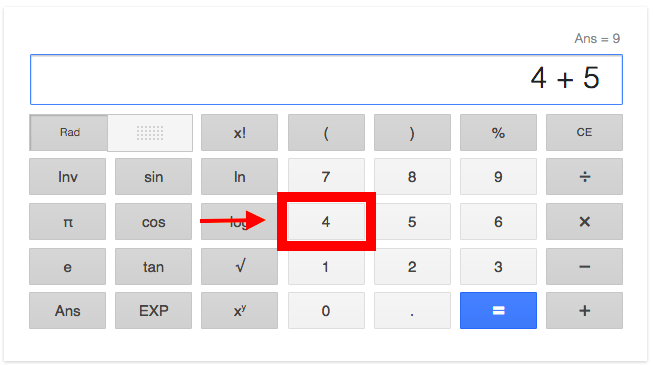 Ans = 9
4 + 5
Rad x! ( ) % CE
Inv sin ln 7 8 9 ÷
π cos log 4 5 6 ×
e tan √ 1 2 3 −
Ans EXP xʸ 0 . = +